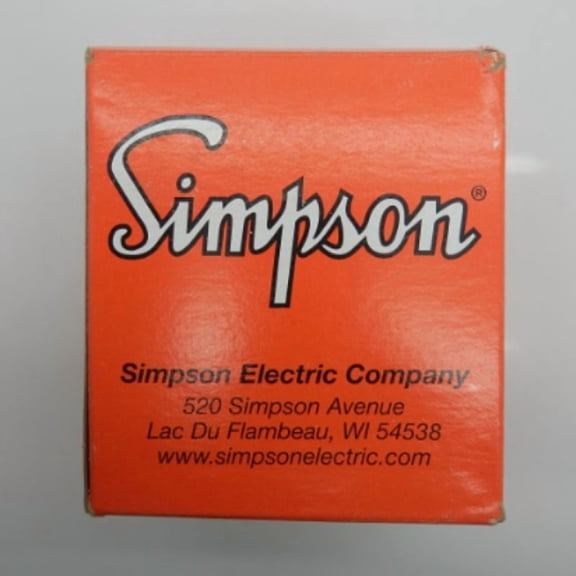 Simpson®
Simpson Electric Company
520 Simpson Avenue
Lac Du Flambeau, WI 54538
www.simpsonelectric.com